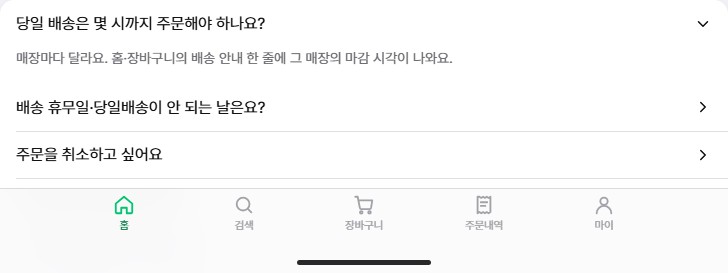 당일 배송은 몇 시까지 주문해야 하나요?
매장마다 달라요. 홈·장바구니의 배송 안내 한 줄에 그 매장의 마감 시각이 나와요.
배송 휴무일·당일배송이 안 되는 날은요?
주문을 취소하고 싶어요
홈 검색 장바구니 주문내역 마이